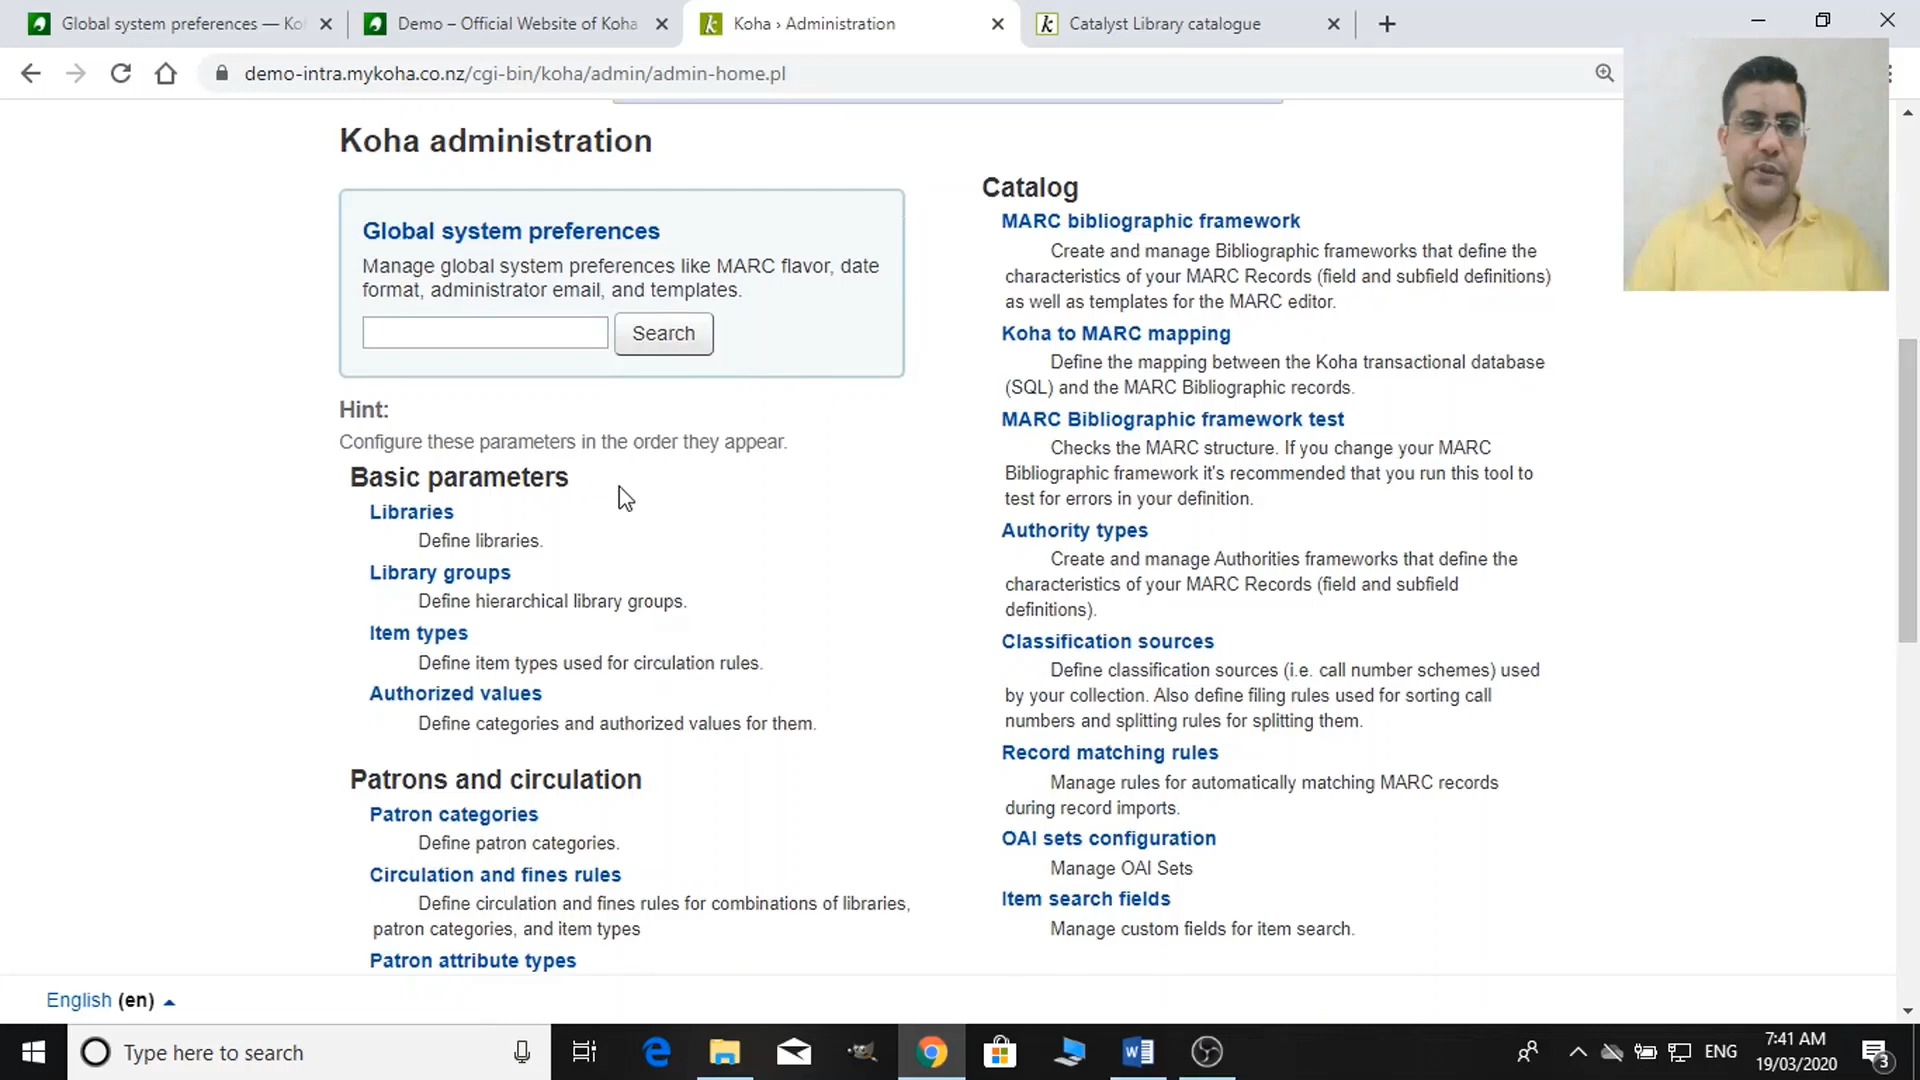 Global system preferences — Ko
Demo – Official Website of Koha
Koha › Administration
Catalyst Library catalogue
demo-intra.mykoha.co.nz/cgi-bin/koha/admin/admin-home.pl
Koha administration
Global system preferences
Manage global system preferences like MARC flavor, date
format, administrator email, and templates.
Search
Hint:
Configure these parameters in the order they appear.
Basic parameters
Libraries
Define libraries.
Library groups
Define hierarchical library groups.
Item types
Define item types used for circulation rules.
Authorized values
Define categories and authorized values for them.
Patrons and circulation
Patron categories
Define patron categories.
Circulation and fines rules
Define circulation and fines rules for combinations of libraries,
patron categories, and item types
Patron attribute types
Catalog
MARC bibliographic framework
Create and manage Bibliographic frameworks that define the
characteristics of your MARC Records (field and subfield definitions)
as well as templates for the MARC editor.
Koha to MARC mapping
Define the mapping between the Koha transactional database
(SQL) and the MARC Bibliographic records.
MARC Bibliographic framework test
Checks the MARC structure. If you change your MARC
Bibliographic framework it's recommended that you run this tool to
test for errors in your definition.
Authority types
Create and manage Authorities frameworks that define the
characteristics of your MARC Records (field and subfield
definitions).
Classification sources
Define classification sources (i.e. call number schemes) used
by your collection. Also define filing rules used for sorting call
numbers and splitting rules for splitting them.
Record matching rules
Manage rules for automatically matching MARC records
during record imports.
OAI sets configuration
Manage OAI Sets
Item search fields
Manage custom fields for item search.
English (en)
Type here to search
ENG
7:41 AM
19/03/2020
3